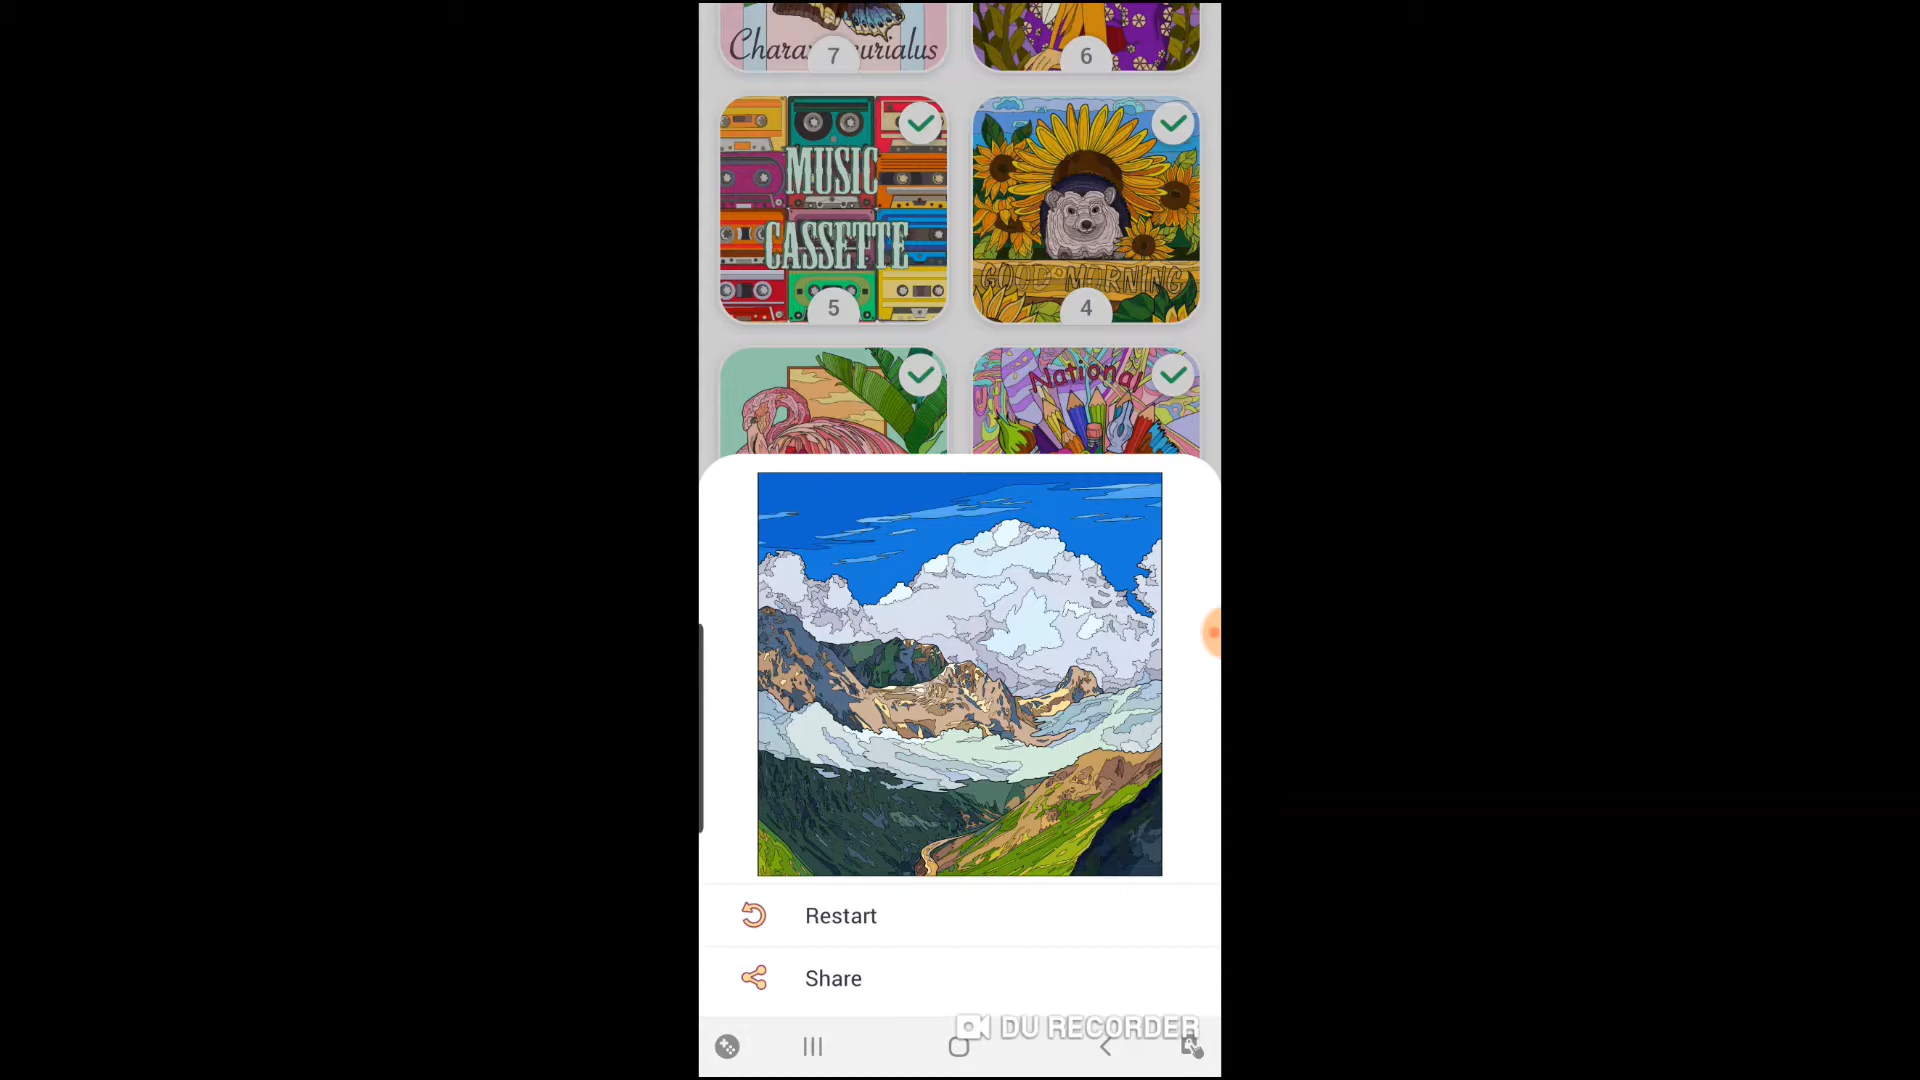 7
6
MUSIC
CASSETTE
5
GOOD MORNING
4
National
Restart
Share
DU RECORDER